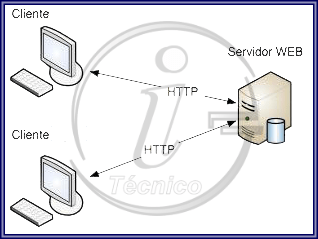 Cliente
Servidor WEB
HTTP
Cliente
HTTP
Técnico